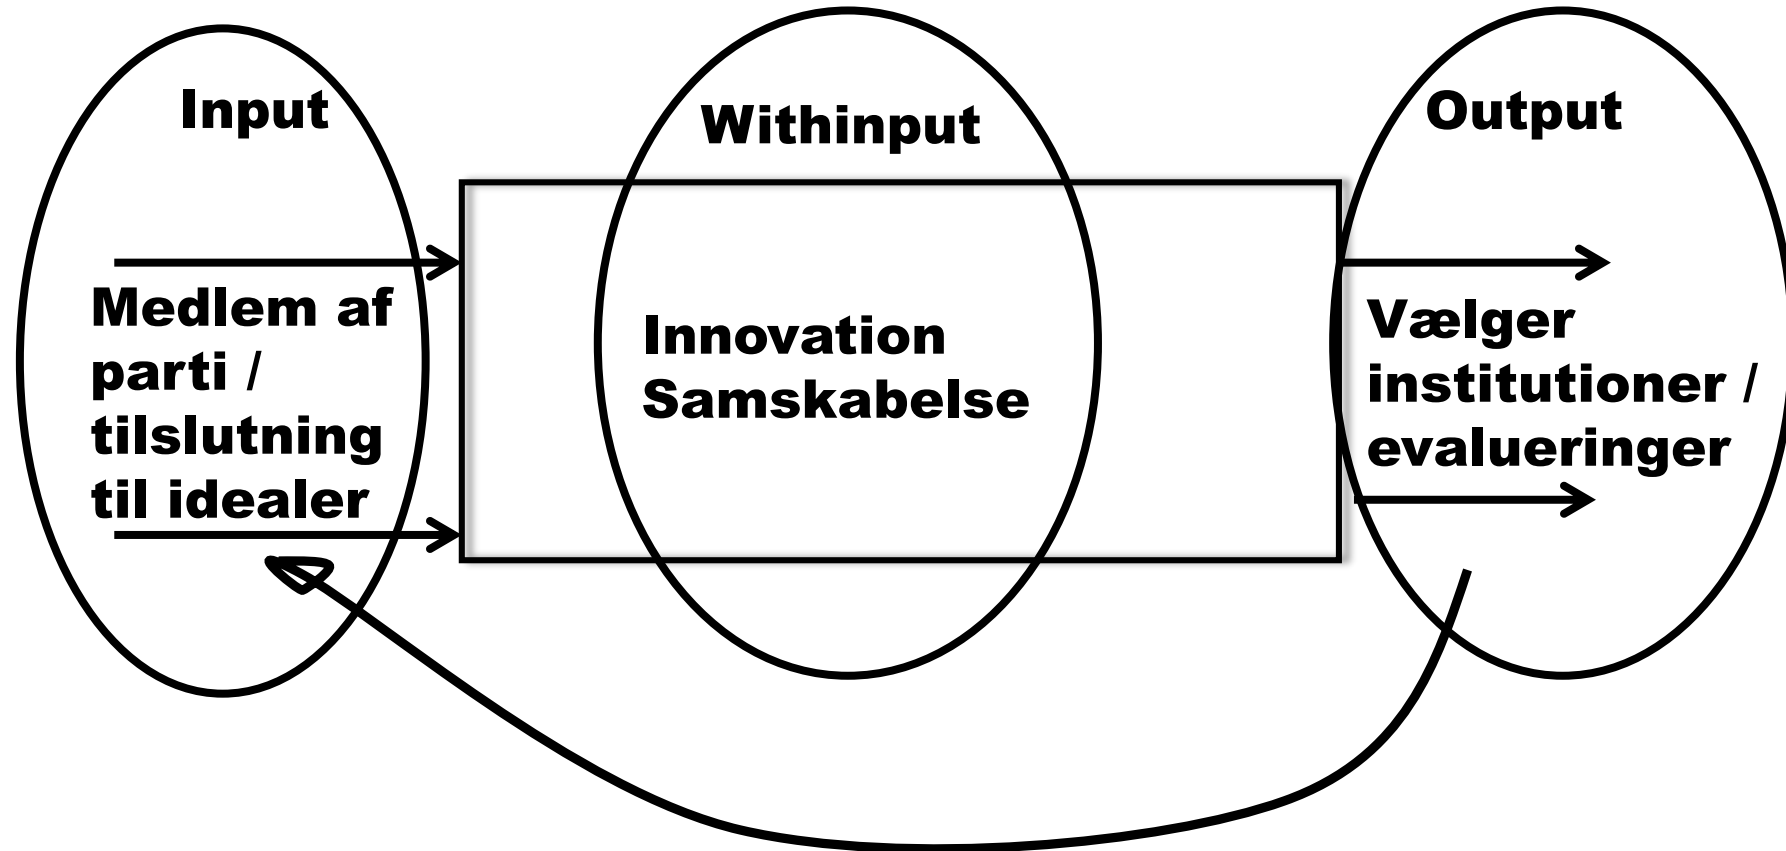 Input
Medlem af
parti /
tilslutning
til idealer
Withinput
Innovation
Samskabelse
Output
Vælger
institutioner /
evalueringer